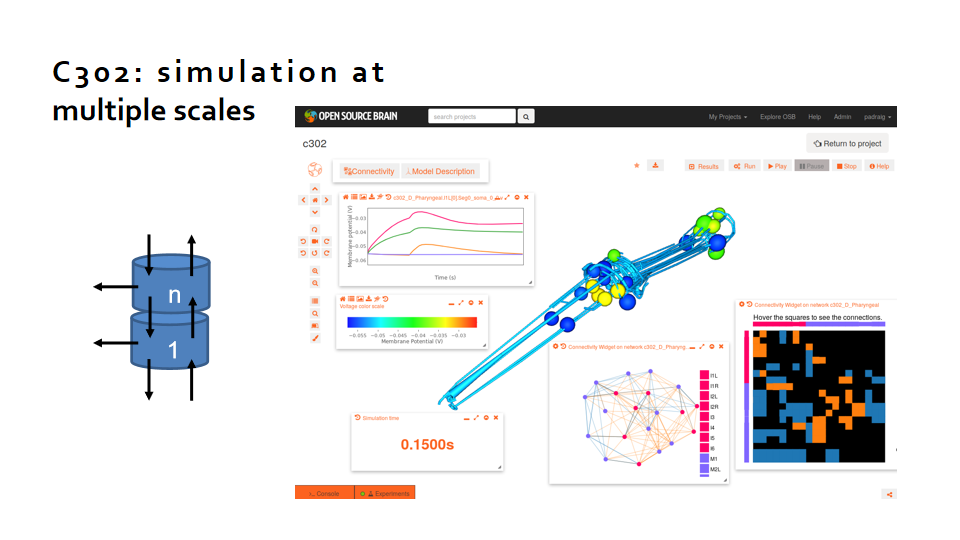 C302: simulation at
multiple scales
OPEN SOURCE BRAIN
search projects
My Projects
Explore OSB
Help
Admin
padraig
c302
Return to project
Connectivity
Model Description
Results
Run
Play
Pause
Stop
Help
c302_D_Pharyngeal.I1L[0].Seg0_soma_0
Membrane potential (V)
−0.03
−0.04
−0.05
−0.06
Time (s)
Voltage color scale
−0.055
−0.05
−0.045
−0.04
−0.035
−0.03
Membrane Potential (V)
Simulation time
0.1500s
Connectivity Widget on network c302_D_Pharyng...
I1L
I1R
I2L
I2R
I3
I4
I5
I6
M1
M2L
Connectivity Widget on network c302_D_Pharyngeal
Hover the squares to see the connections.
n
1
Console
Experiments